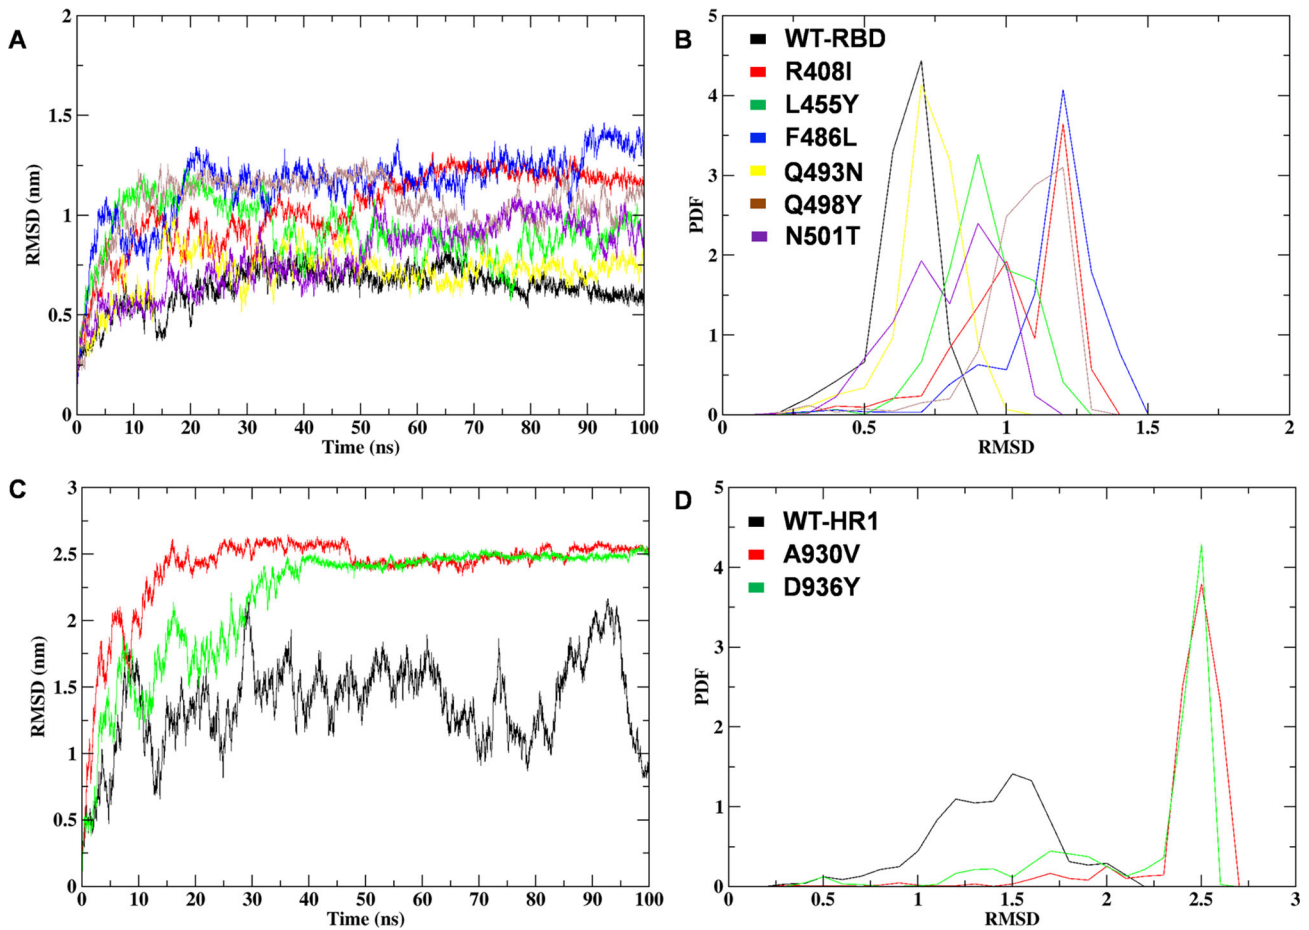 A
RMSD (nm)
2
1.5
1
0.5
0
0 10 20 30 40 50 60 70 80 90 100
Time (ns)
B
PDF
5
4
3
2
1
0
WT-RBD
R408I
L455Y
F486L
Q493N
Q498Y
N501T
0 0.5 1 1.5 2
RMSD
C
RMSD (nm)
3
2.5
2
1.5
1
0.5
0
0 10 20 30 40 50 60 70 80 90 100
Time (ns)
D
PDF
5
4
3
2
1
0
WT-HR1
A930V
D936Y
0 0.5 1 1.5 2 2.5 3
RMSD